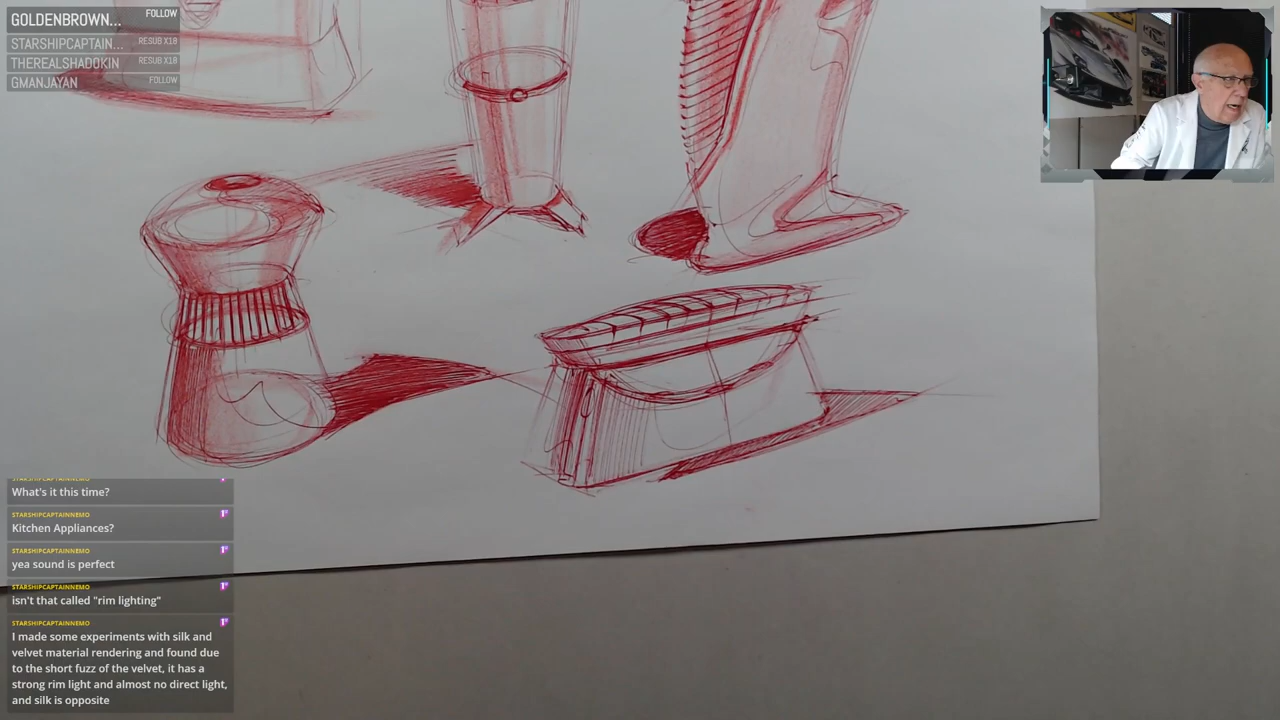 GOLDENBROWN... FOLLOW
STARSHIPCAPTAIN... RESUB X18
THEREALSHADOKIN RESUB X18
GMANJAYAN FOLLOW
STARSHIPCAPTAINNEMO
What's it this time?
STARSHIPCAPTAINNEMO
Kitchen Appliances?
STARSHIPCAPTAINNEMO
yea sound is perfect
STARSHIPCAPTAINNEMO
isn't that called "rim lighting"
STARSHIPCAPTAINNEMO
I made some experiments with silk and
velvet material rendering and found due
to the short fuzz of the velvet, it has a
strong rim light and almost no direct light,
and silk is opposite